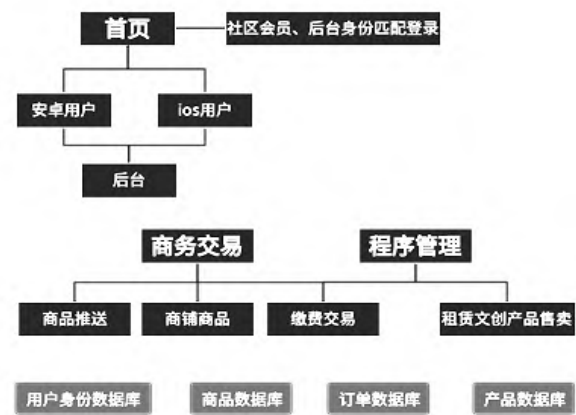 首页
社区会员、后台身份匹配登录
安卓用户
ios用户
后台
商务交易
程序管理
商品推送
商铺商品
缴费交易
租赁文创产品售卖
用户身份数据库
商品数据库
订单数据库
产品数据库